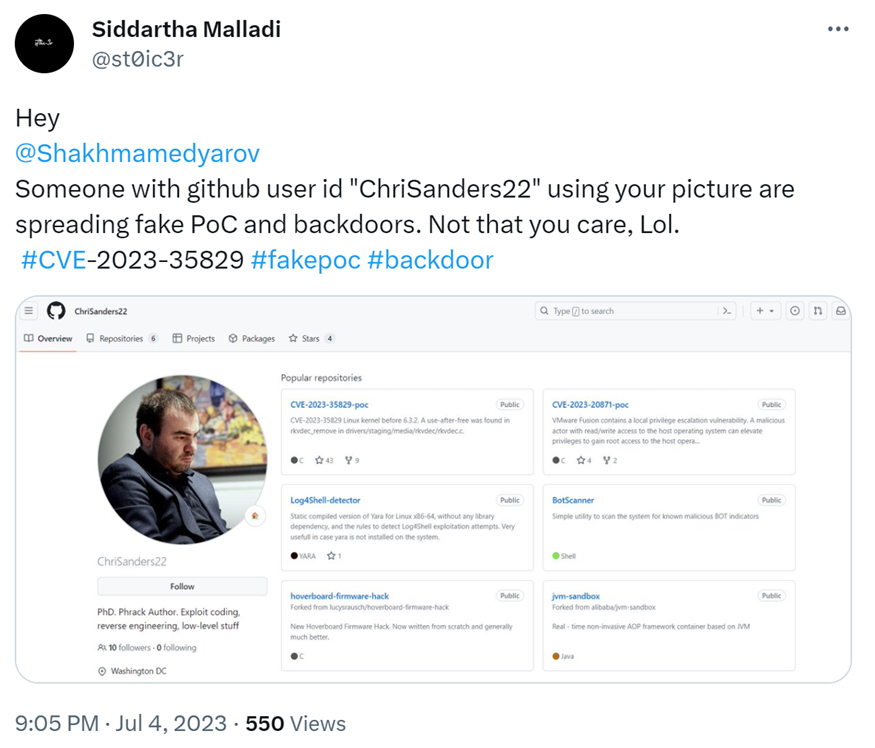 Siddartha Malladi
@st0ic3r
Hey
@Shakhmamedyarov
Someone with github user id "ChriSanders22" using your picture are
spreading fake PoC and backdoors. Not that you care, Lol.
#CVE-2023-35829 #fakepoc #backdoor
ChriSanders22
Type / to search
Overview Repositories 6 Projects Packages Stars 4
Popular repositories
CVE-2023-35829-poc Public
CVE-2023-35829 Linux kernel before 6.3.2. A use-after-free was found in
rkvdec_remove in drivers/staging/media/rkvdec/rkvdec.c.
C 43 9
CVE-2023-20871-poc Public
VMware Fusion contains a local privilege escalation vulnerability. A malicious
actor with read/write access to the host operating system can elevate
privileges to gain root access to the host opera...
C 4 2
Log4Shell-detector Public
Static compiled version of Yara for Linux x86-64, without any library
dependency, and the rules to detect Log4Shell exploitation attempts. Very
usefull in case yara is not installed on the system.
YARA 1
BotScanner Public
Simple utility to scan the system for known malicious BOT indicators
Shell
hoverboard-firmware-hack Public
Forked from lucysrausch/hoverboard-firmware-hack
New Hoverboard Firmware Hack. Now written from scratch and generally
much better.
C
jvm-sandbox Public
Forked from alibaba/jvm-sandbox
Real - time non-invasive AOP framework container based on JVM
Java
ChriSanders22
Follow
PhD. Phrack Author. Exploit coding,
reverse engineering, low-level stuff
10 followers · 0 following
Washington DC
9:05 PM · Jul 4, 2023 · 550 Views